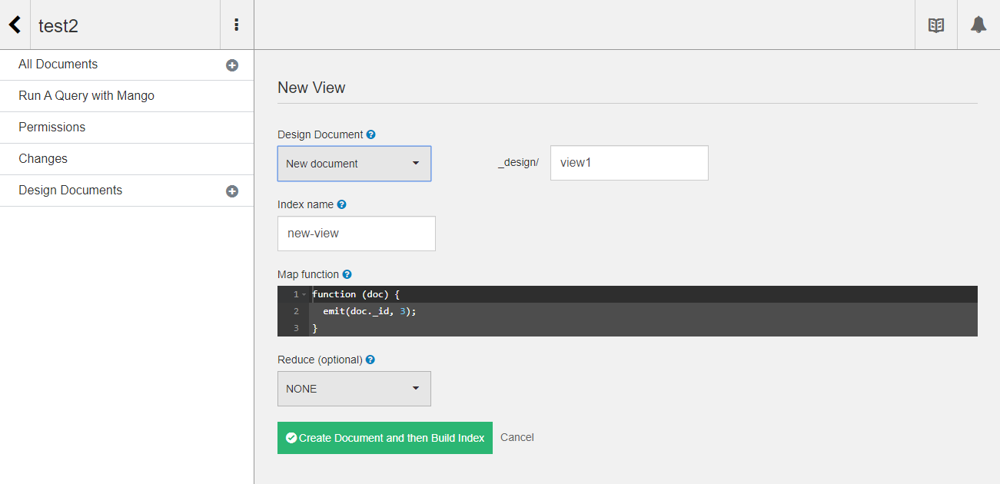 test2
All Documents
Run A Query with Mango
Permissions
Changes
Design Documents
New View
Design Document
New document
_design/
view1
Index name
new-view
Map function
1 function (doc) {
2 emit(doc._id, 3);
3 }
Reduce (optional)
NONE
Create Document and then Build Index
Cancel